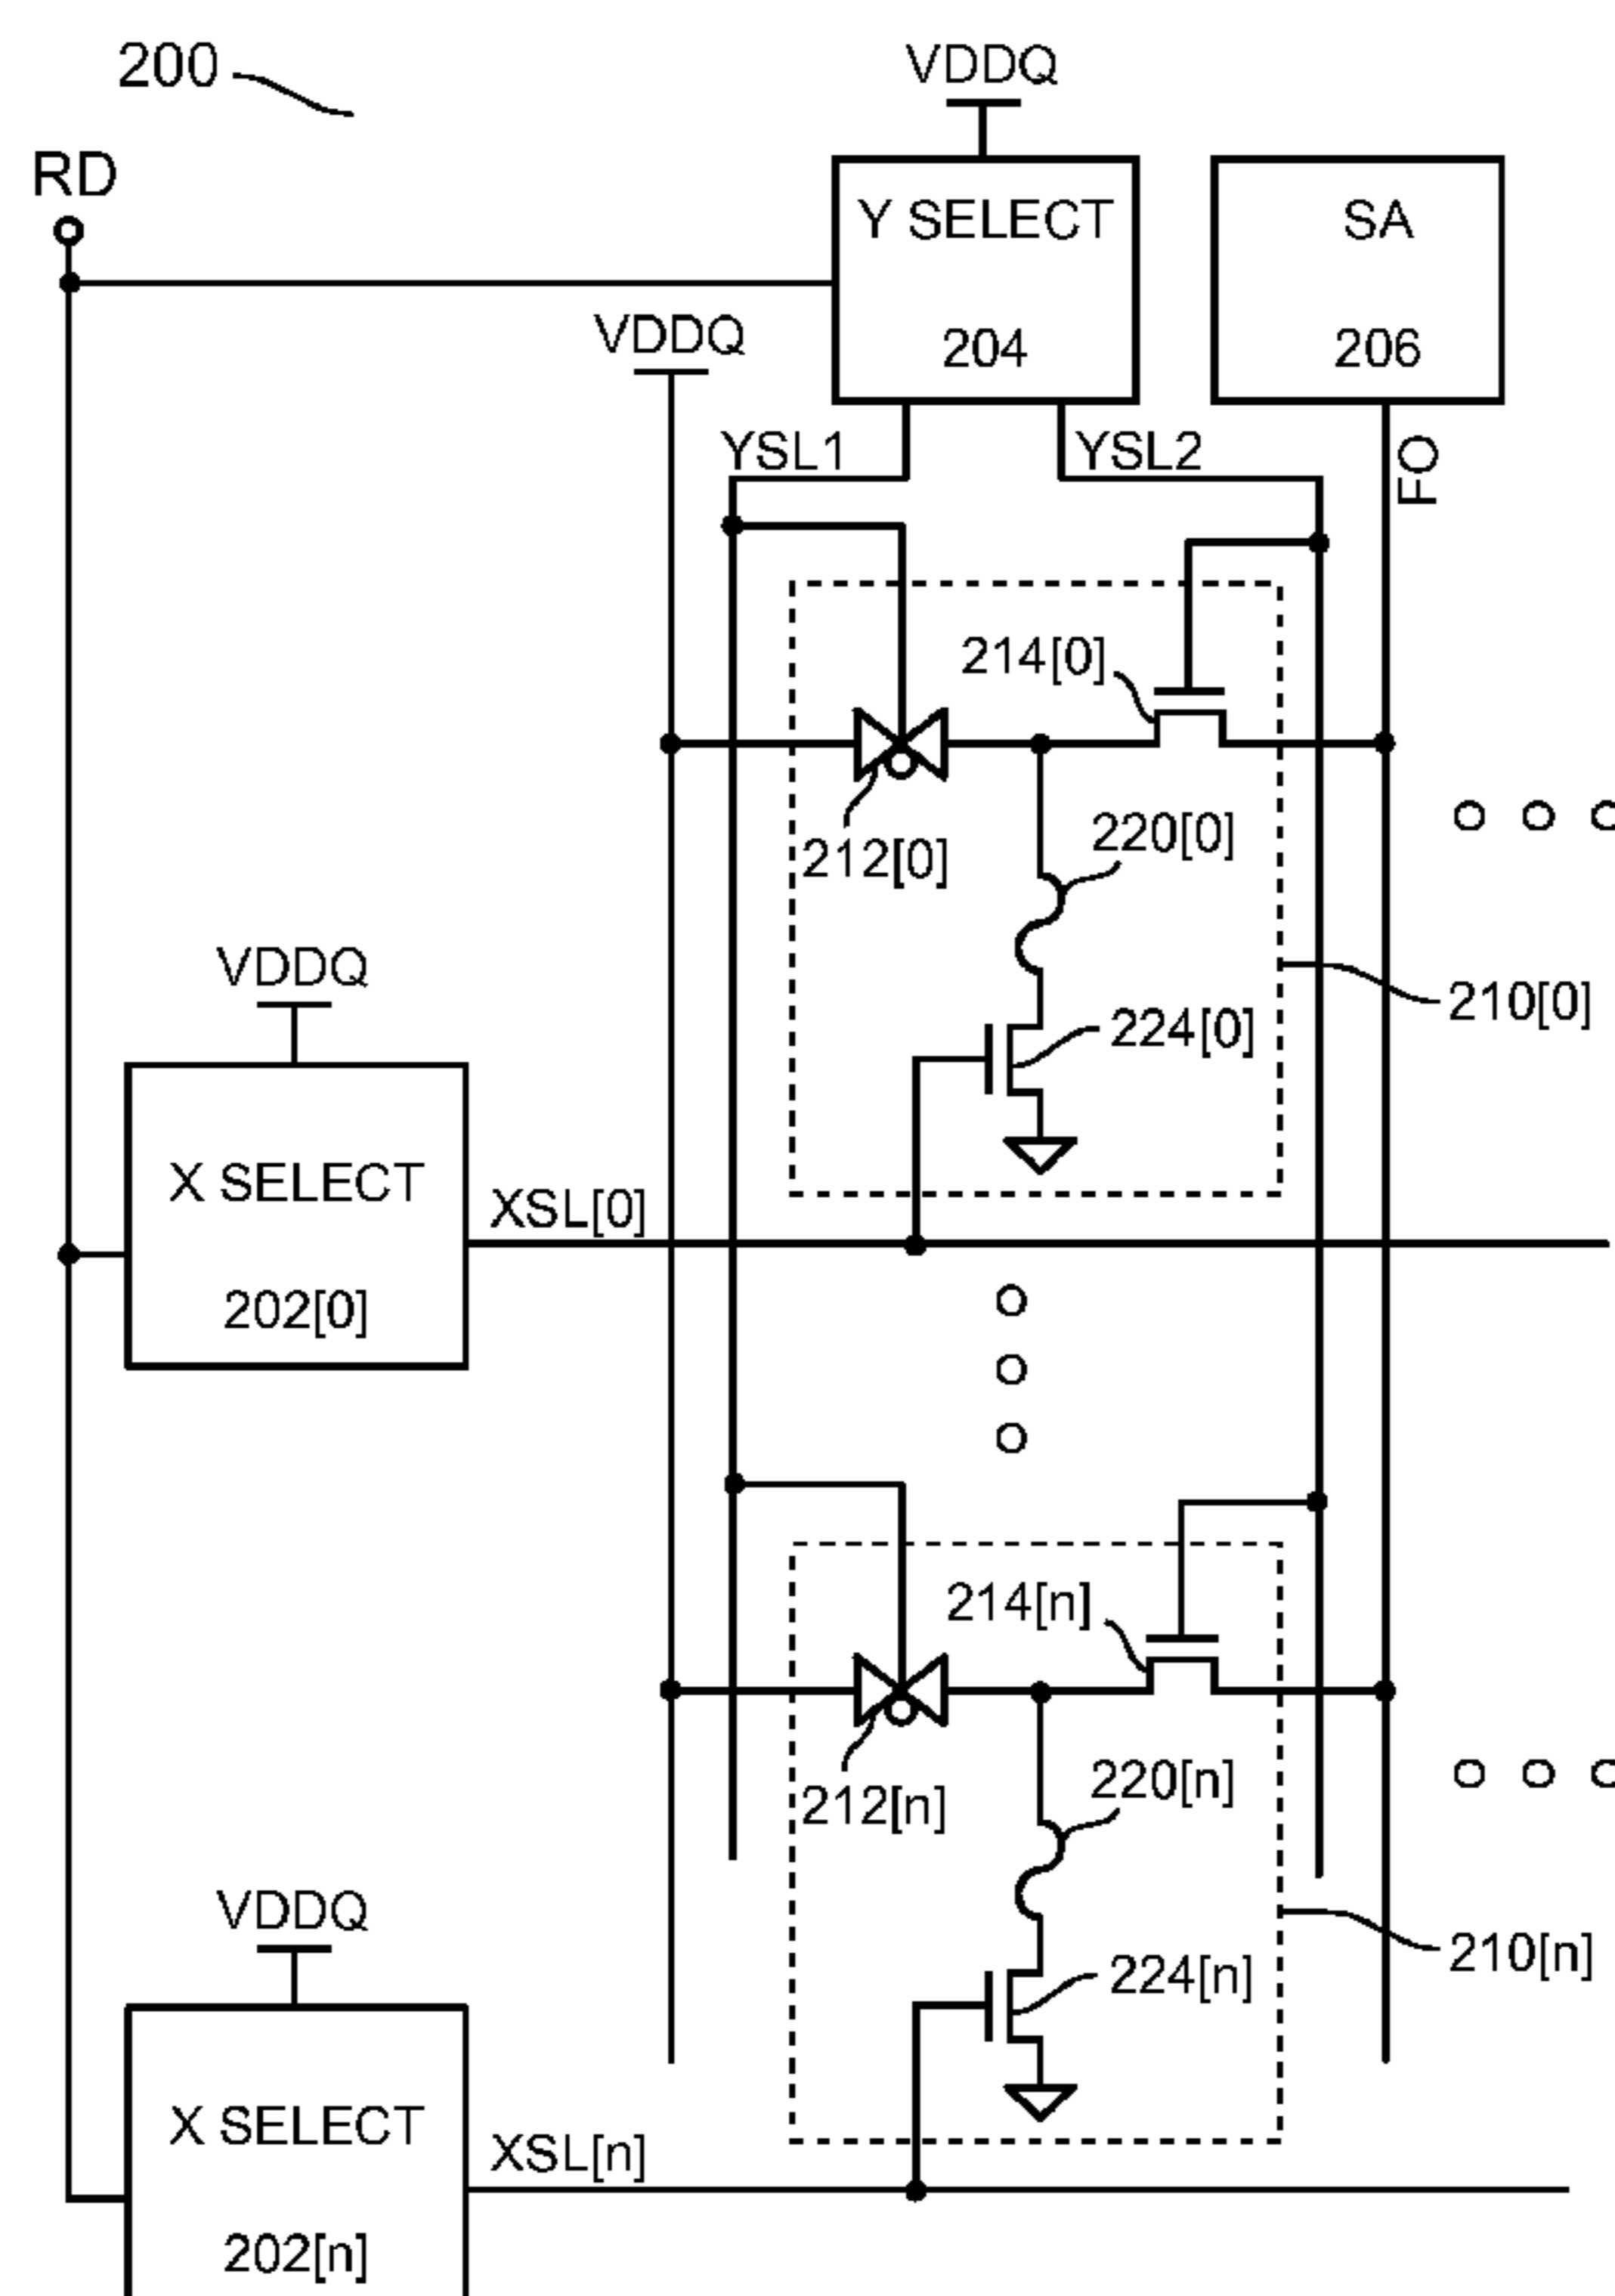 200
VDDQ
RD
Y SELECT
204
SA
206
VDDQ
YSL1
YSL2
FO
214[0]
212[0]
220[0]
VDDQ
210[0]
224[0]
X SELECT
202[0]
XSL[0]
214[n]
212[n]
220[n]
VDDQ
210[n]
224[n]
X SELECT
202[n]
XSL[n]